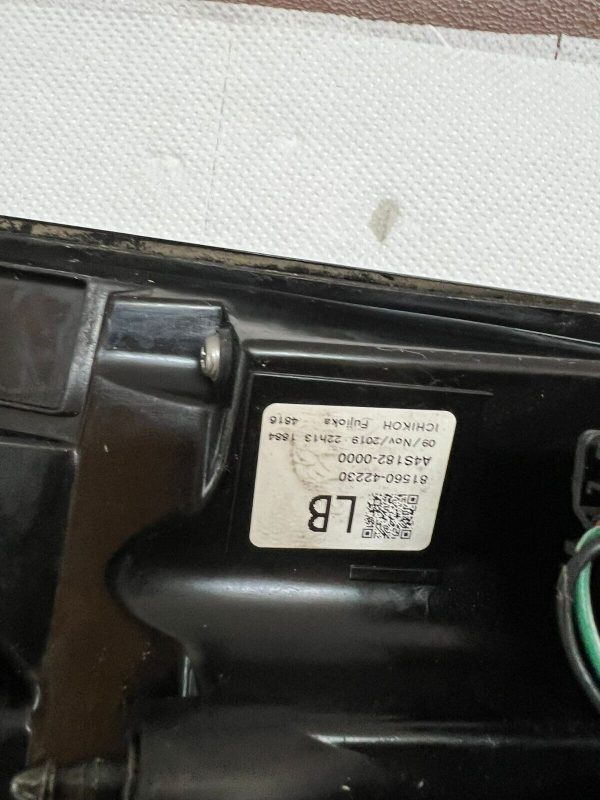 LB
81560-42230
A4S182-0000
09/Nov/2019 22h13 1884
ICHIKOH Fujioka 4816